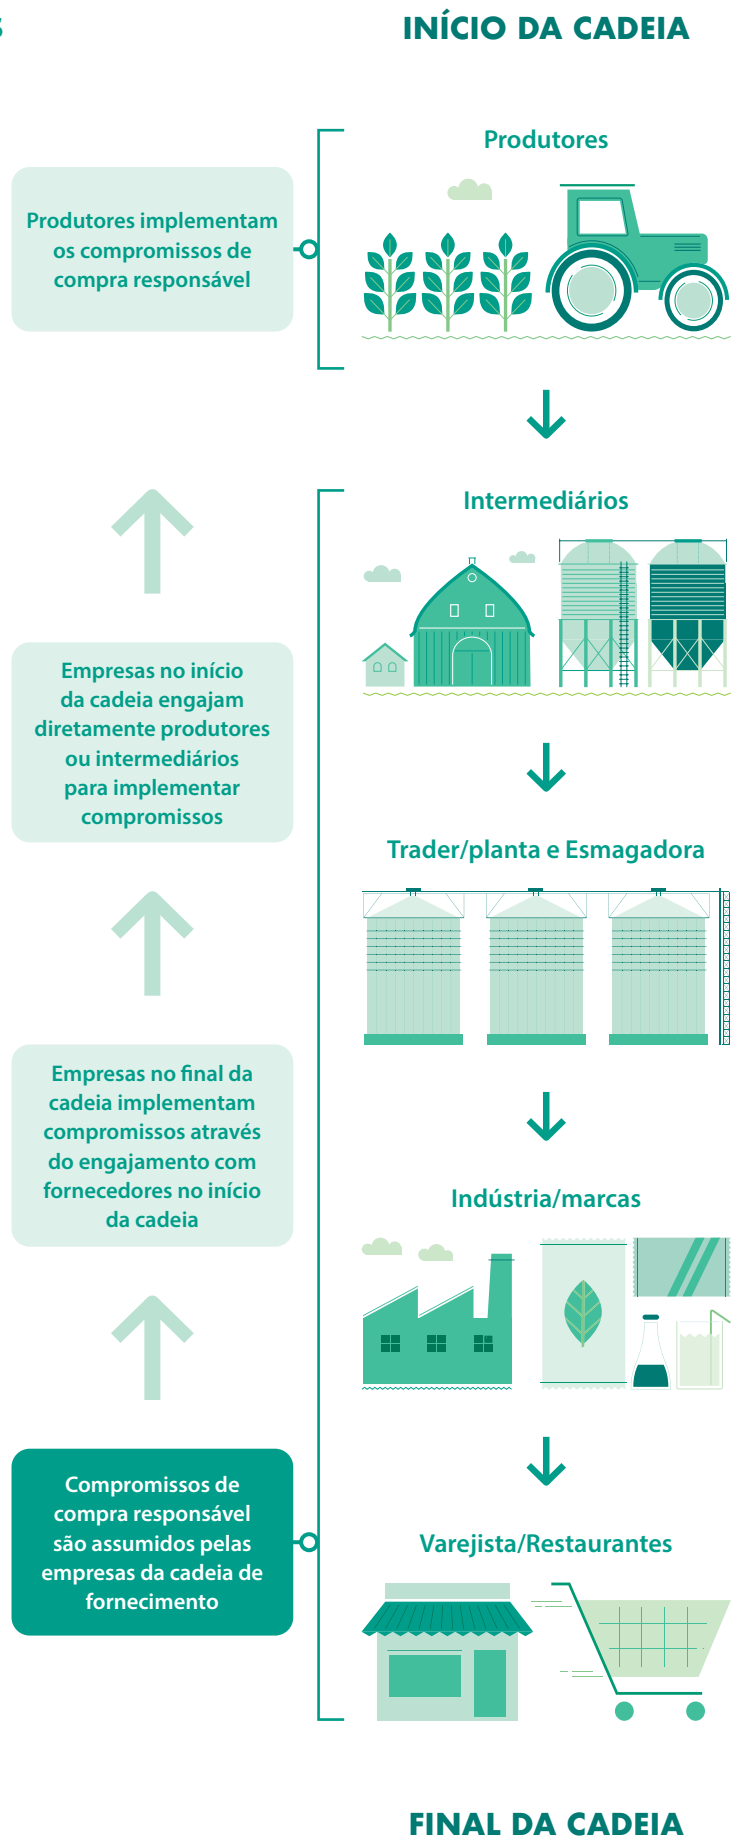 INÍCIO DA CADEIA
Produtores
Produtores implementam
os compromissos de
compra responsável
Intermediários
Empresas no início
da cadeia engajam
diretamente produtores
ou intermediários
para implementar
compromissos
Trader/planta e Esmagadora
Empresas no final da
cadeia implementam
compromissos através
do engajamento com
fornecedores no início
da cadeia
Indústria/marcas
Compromissos de
compra responsável
são assumidos pelas
empresas da cadeia de
fornecimento
Varejista/Restaurantes
FINAL DA CADEIA